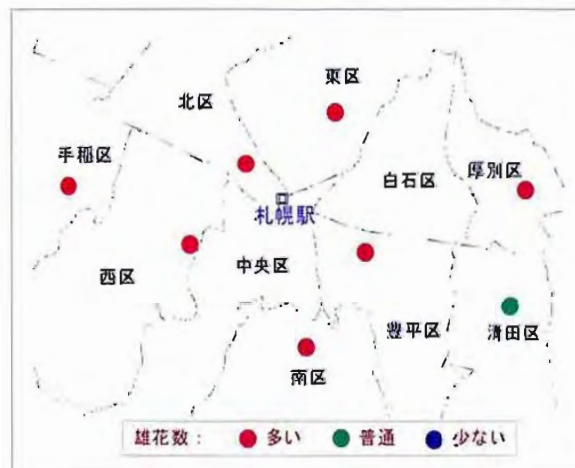 東区
北区
手稲区
白石区
厚別区
札幌駅
西区
中央区
豊平区
清田区
南区
雄花数： 多い 普通 少ない